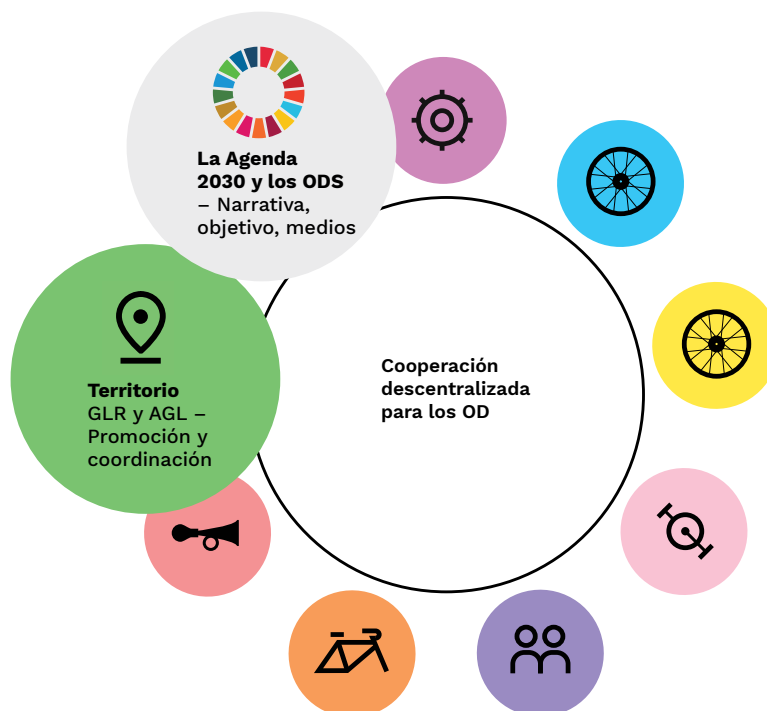 La Agenda
2030 y los ODS
– Narrativa,
objetivo, medios
Territorio
GLR y AGL –
Promoción y
coordinación
Cooperación
descentralizada
para los OD